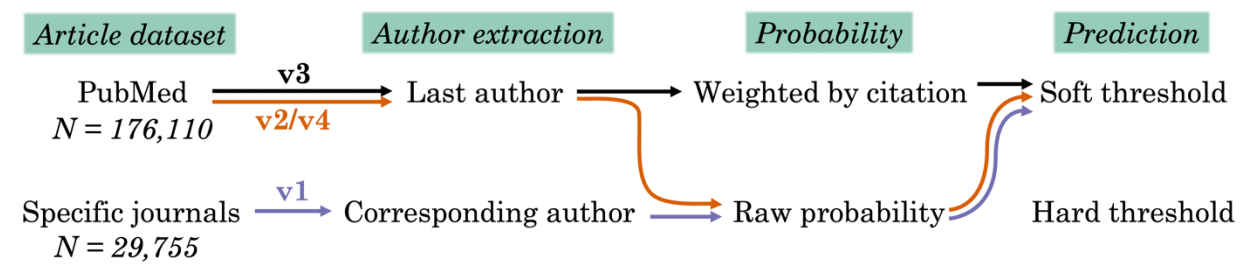 Article dataset Author extraction Probability Prediction
v3
PubMed Last author Weighted by citation Soft threshold
N = 176,110 v2/v4
v1
Specific journals Corresponding author Raw probability Hard threshold
N = 29,755